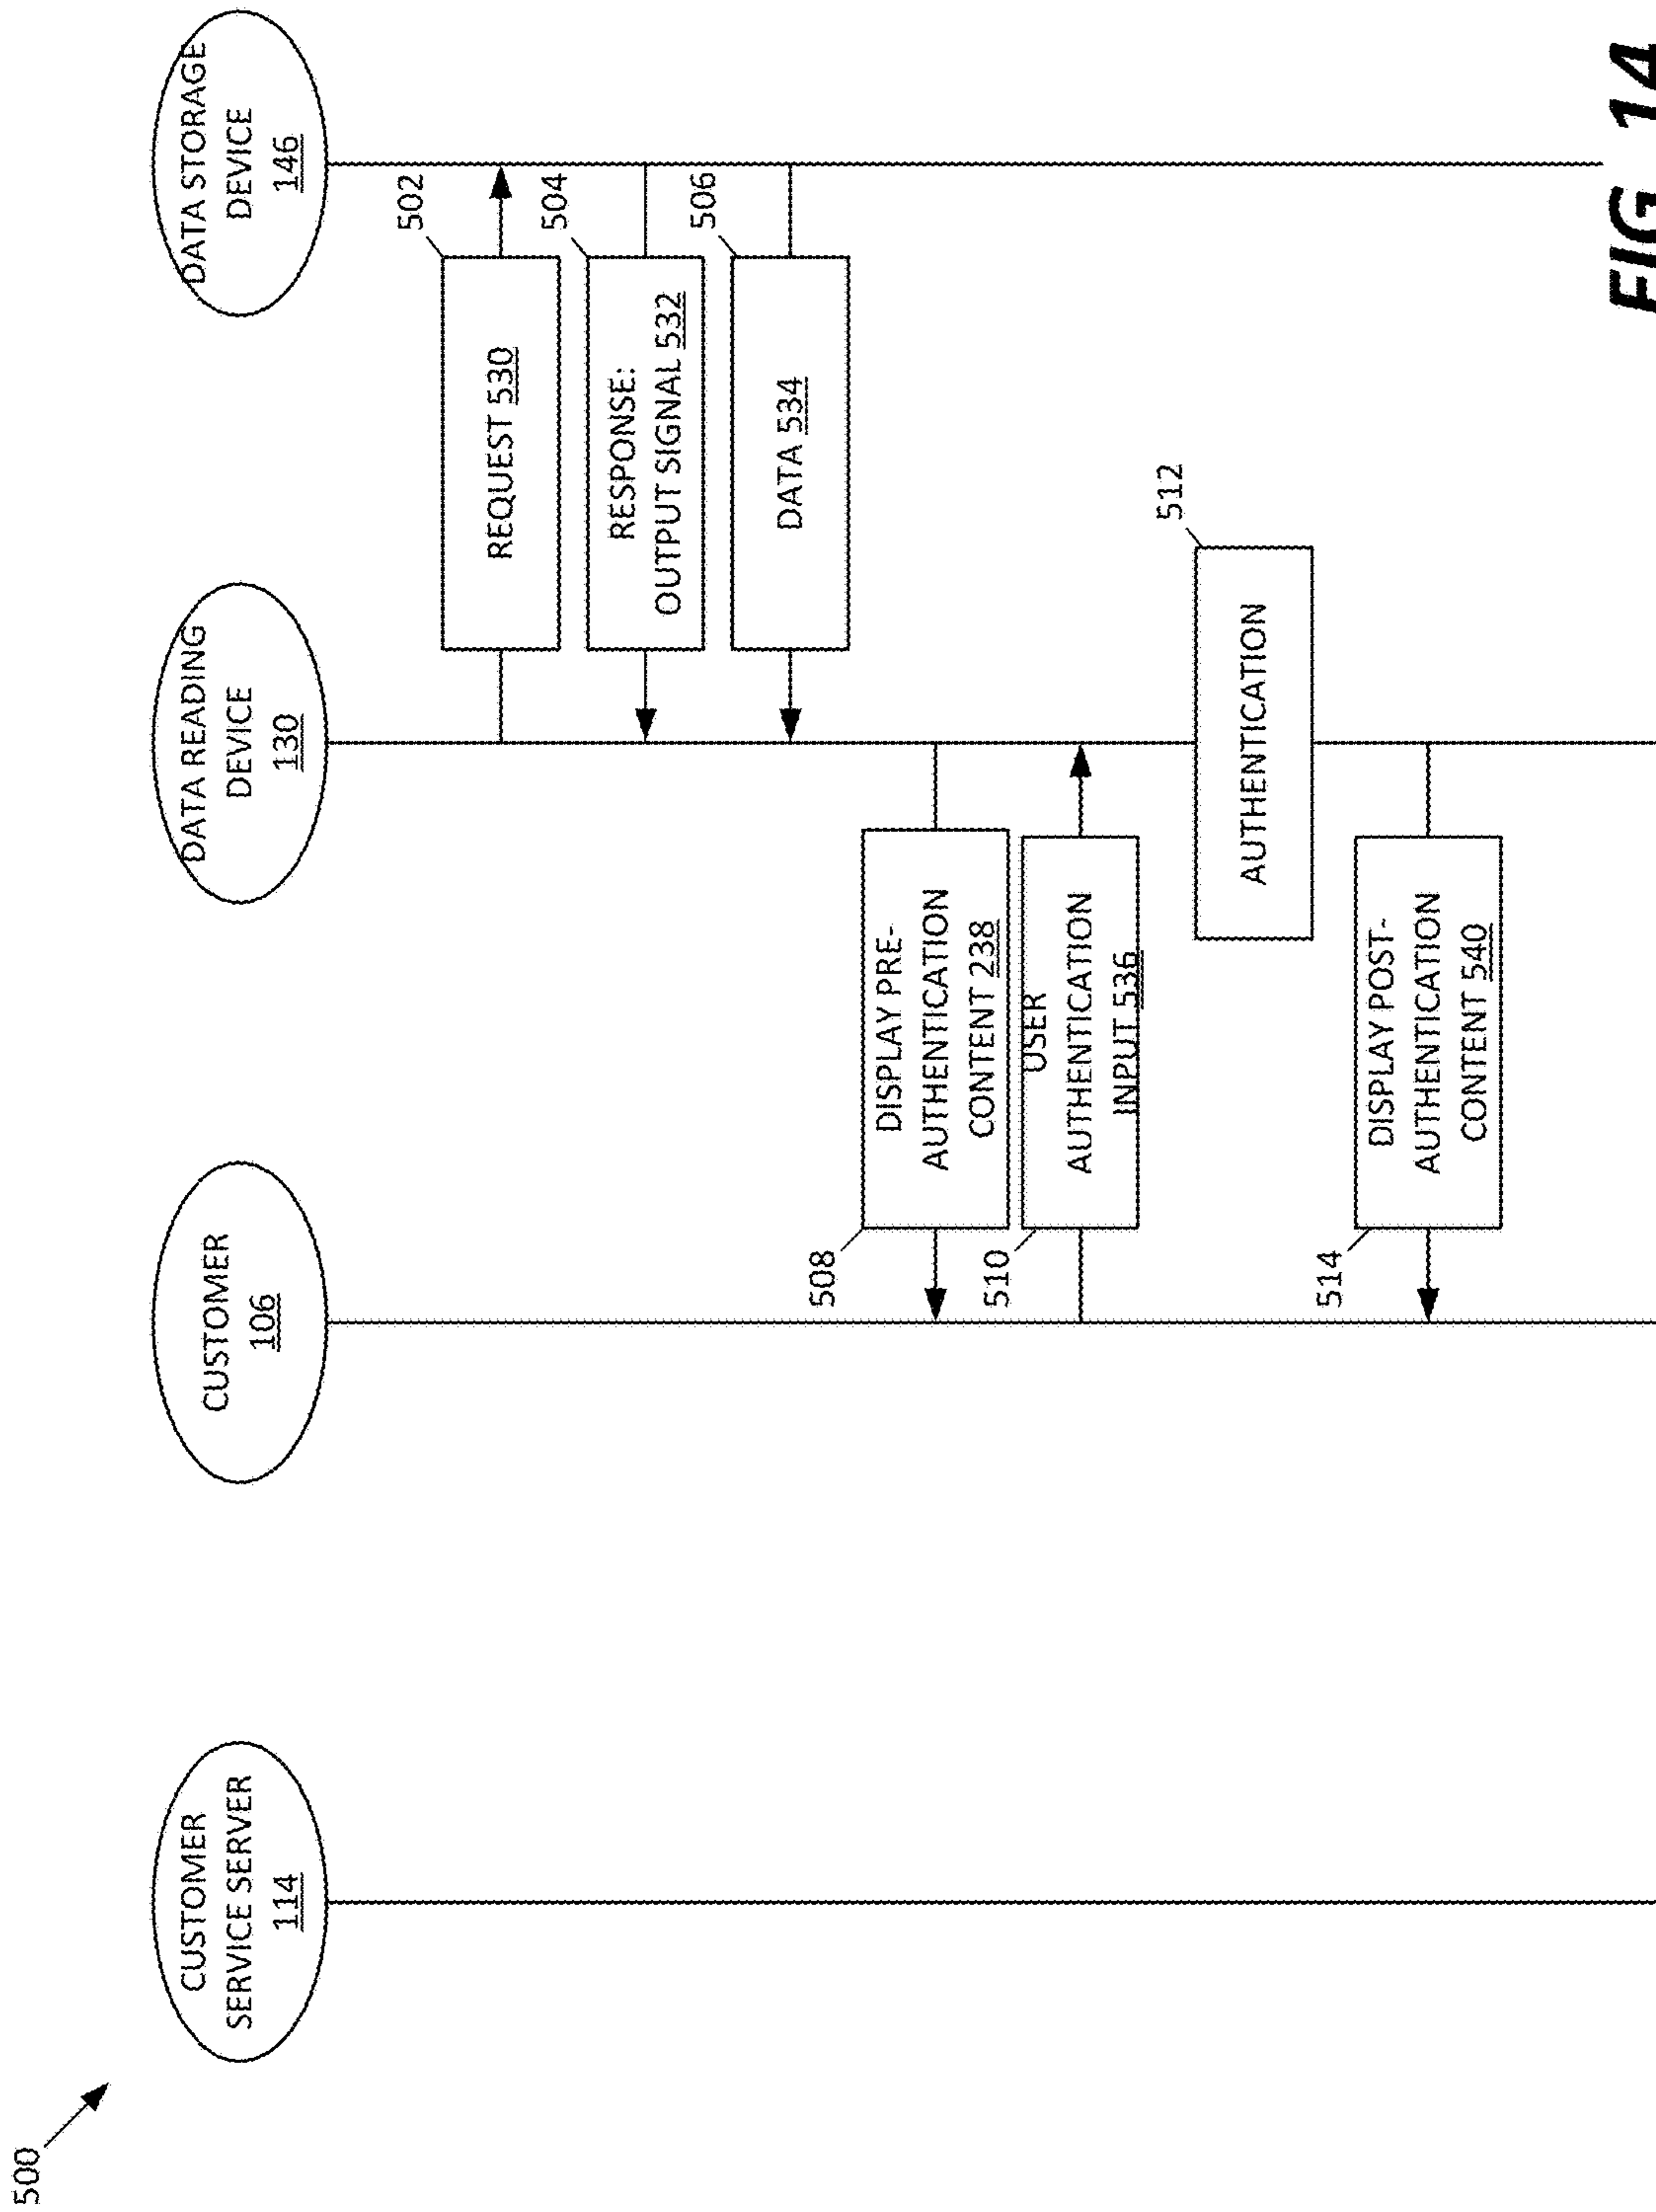 500
CUSTOMER
SERVICE SERVER
114
CUSTOMER
106
DATA READING
DEVICE
130
DATA STORAGE
DEVICE
146
502
REQUEST 530
504
RESPONSE:
OUTPUT SIGNAL 532
506
DATA 534
508
DISPLAY PRE-
AUTHENTICATION
CONTENT 238
510
USER
AUTHENTICATION
INPUT 536
512
AUTHENTICATION
514
DISPLAY POST-
AUTHENTICATION
CONTENT 540
FIG. 14